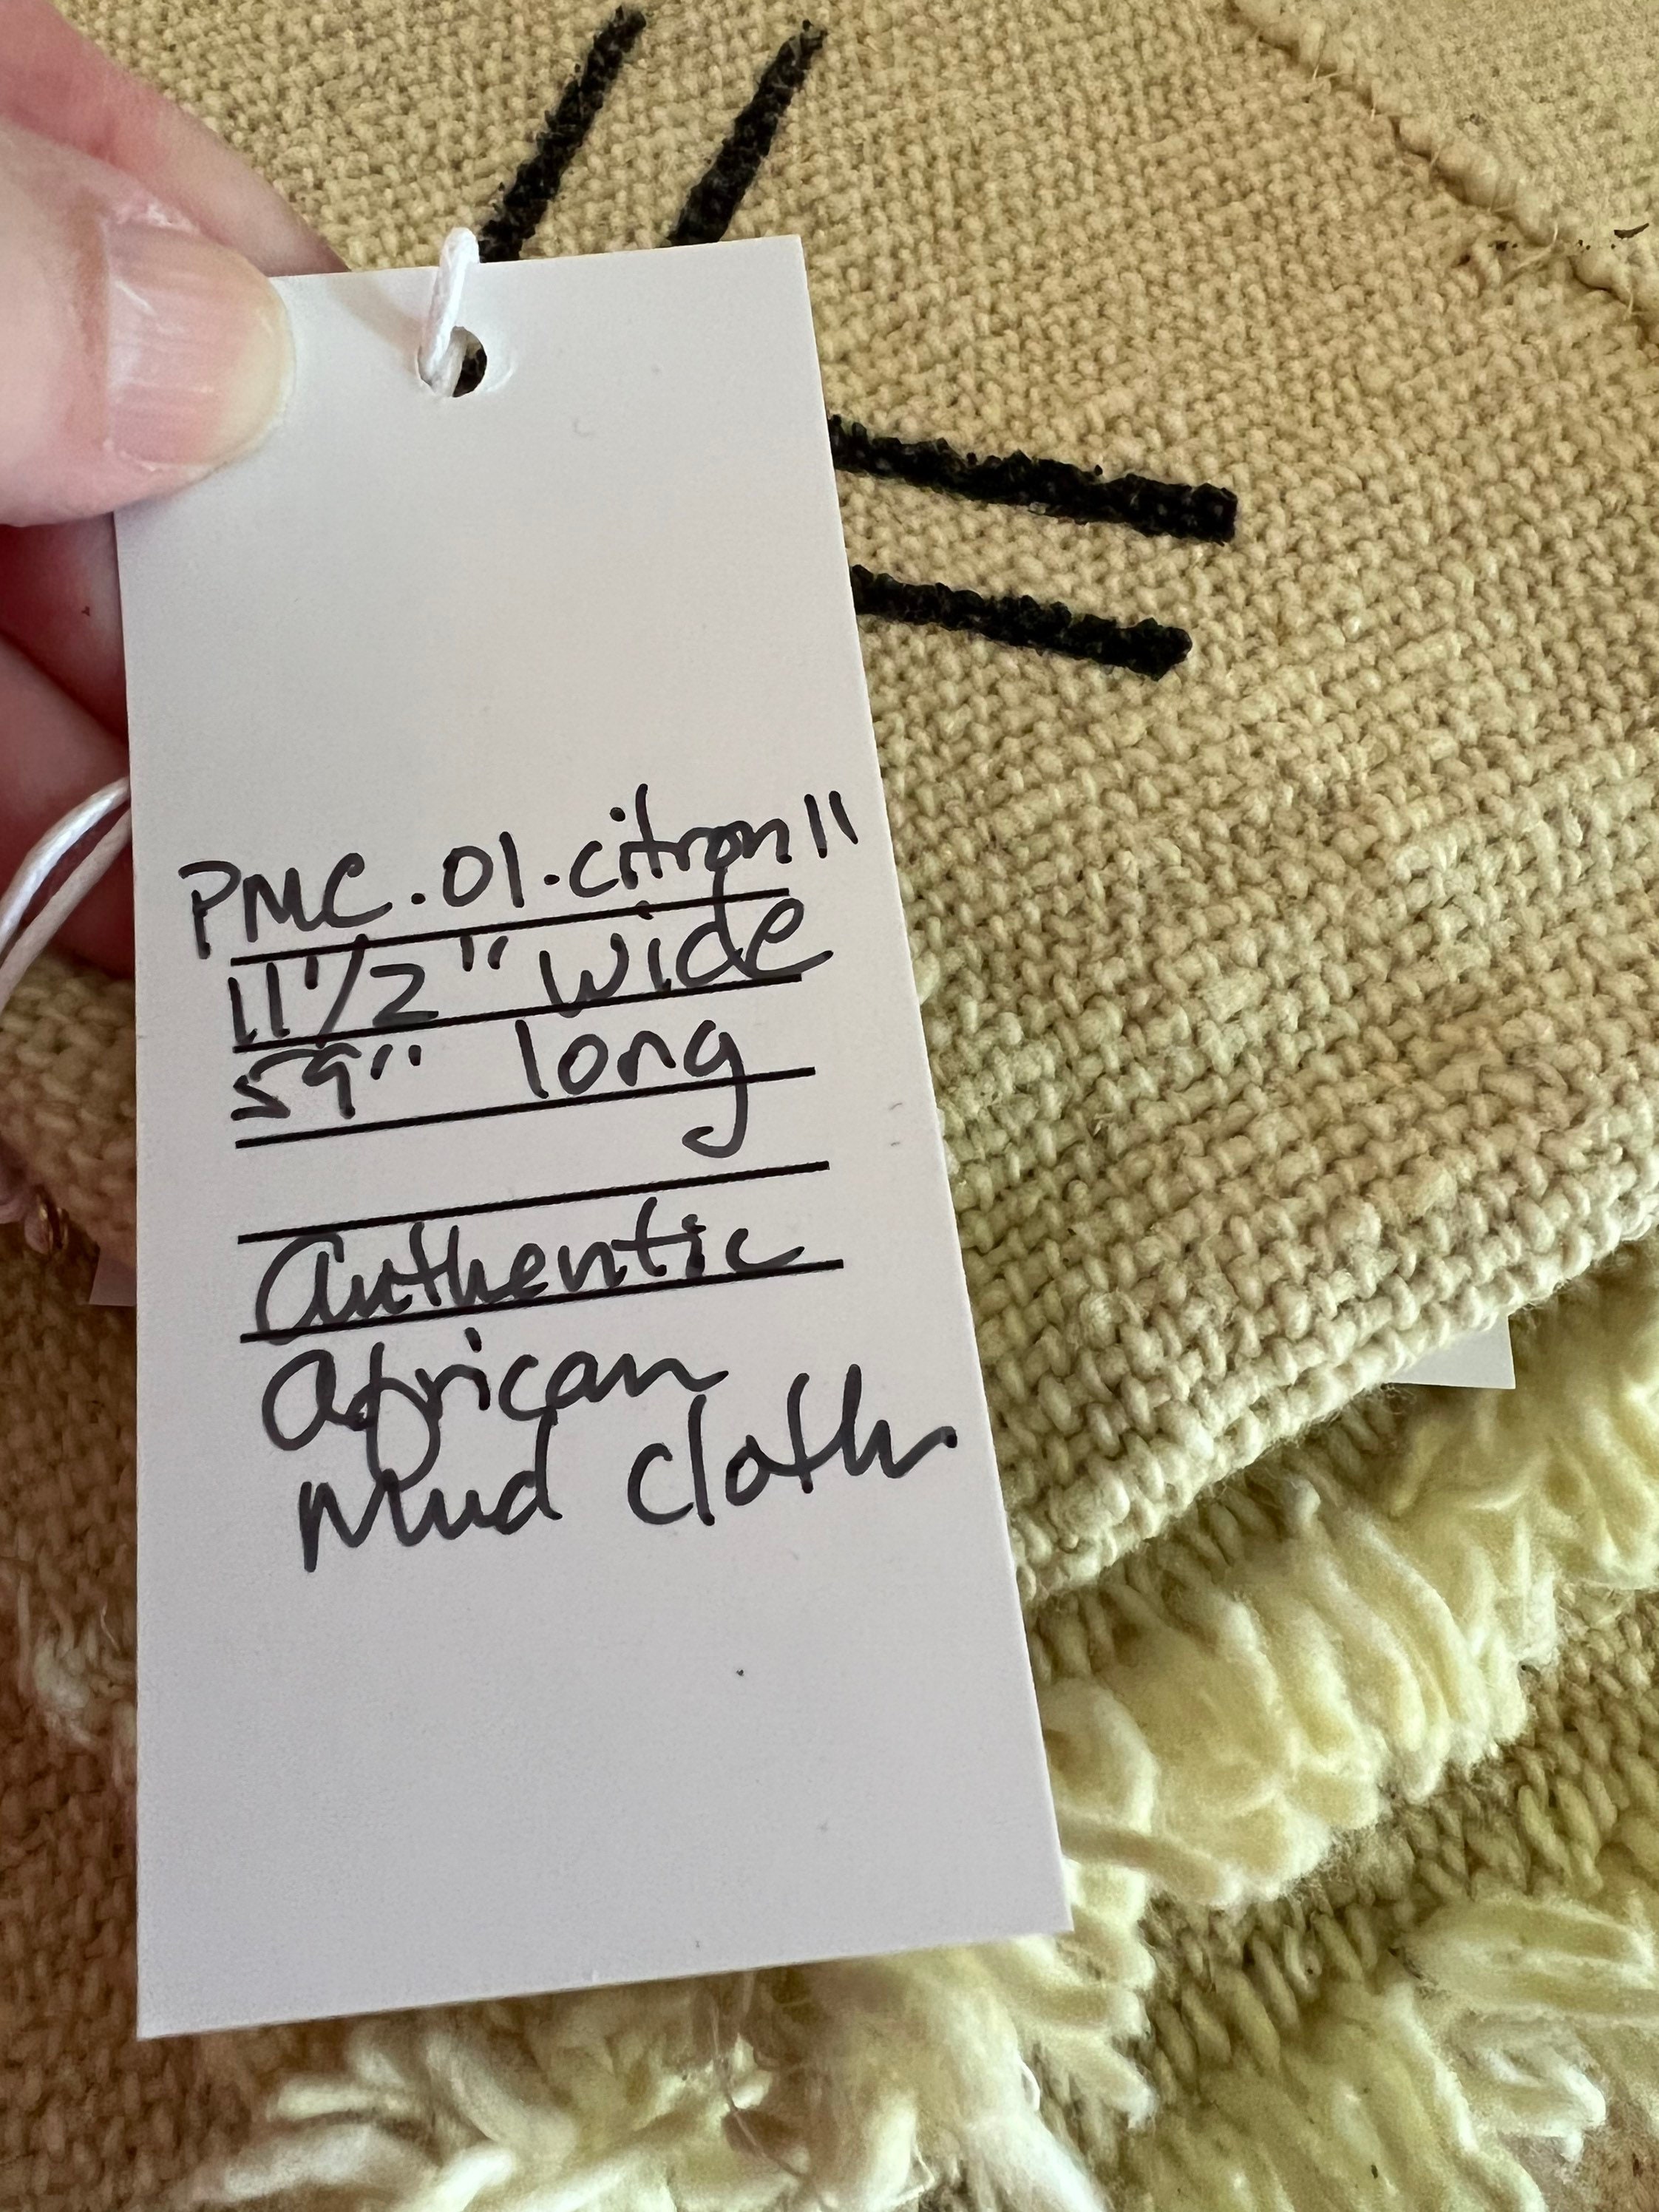 PMC.01.citron11
11 1/2" wide
59" long
Authentic
African
Mud cloth